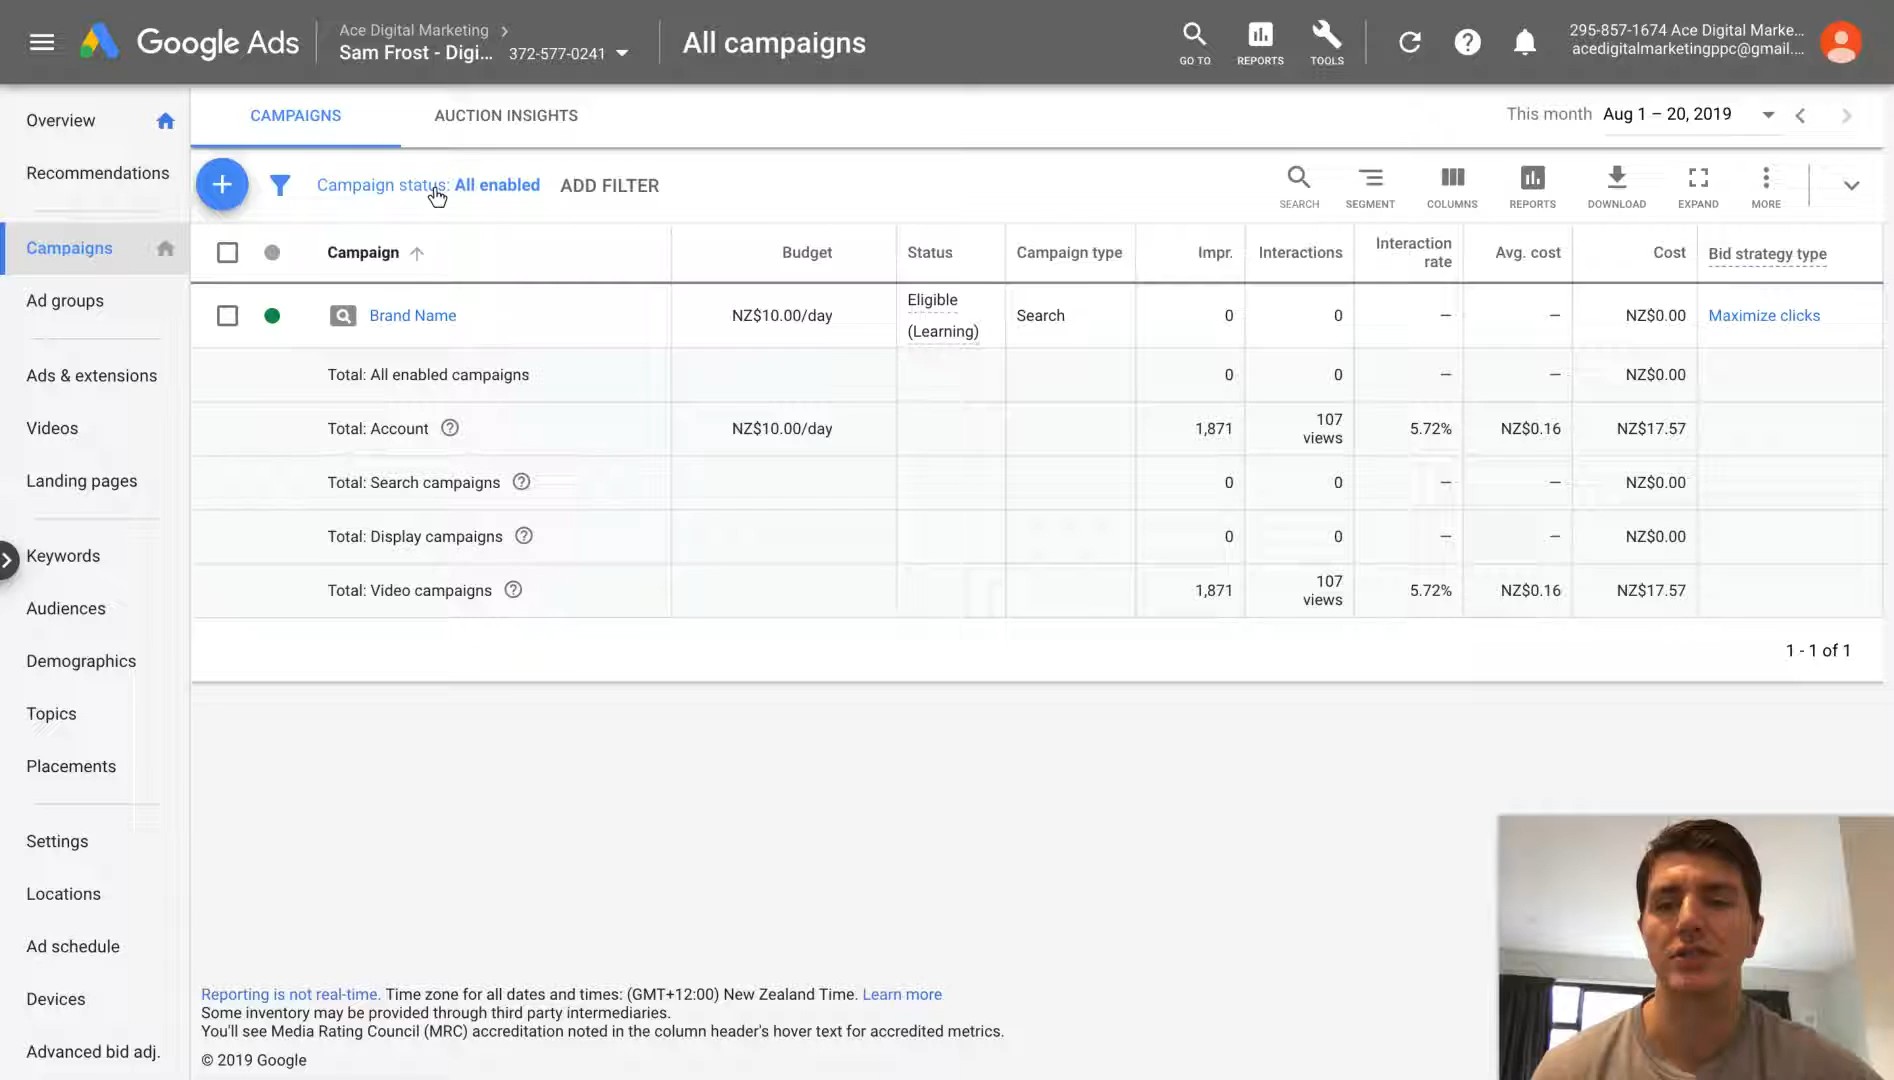 Google Ads
Ace Digital Marketing
Sam Frost - Digi... 372-577-0241
All campaigns
GO TO
REPORTS
TOOLS
295-857-1674 Ace Digital Marke...
acedigitalmarketingppc@gmail....
Overview
Recommendations
Campaigns
Ad groups
Ads & extensions
Videos
Landing pages
Keywords
Audiences
Demographics
Topics
Placements
Settings
Locations
Ad schedule
Devices
Advanced bid adj.
CAMPAIGNS AUCTION INSIGHTS
This month Aug 1 – 20, 2019
Campaign status: All enabled ADD FILTER
SEARCH SEGMENT COLUMNS REPORTS DOWNLOAD EXPAND MORE
Campaign Budget Status Campaign type Impr. Interactions Interaction rate Avg. cost Cost Bid strategy type
Brand Name NZ$10.00/day Eligible (Learning) Search 0 0 – – NZ$0.00 Maximize clicks
Total: All enabled campaigns 0 0 – – NZ$0.00
Total: Account NZ$10.00/day 1,871 107 views 5.72% NZ$0.16 NZ$17.57
Total: Search campaigns 0 0 – – NZ$0.00
Total: Display campaigns 0 0 – – NZ$0.00
Total: Video campaigns 1,871 107 views 5.72% NZ$0.16 NZ$17.57
1 - 1 of 1
Reporting is not real-time. Time zone for all dates and times: (GMT+12:00) New Zealand Time. Learn more
Some inventory may be provided through third party intermediaries.
You'll see Media Rating Council (MRC) accreditation noted in the column header's hover text for accredited metrics.
© 2019 Google